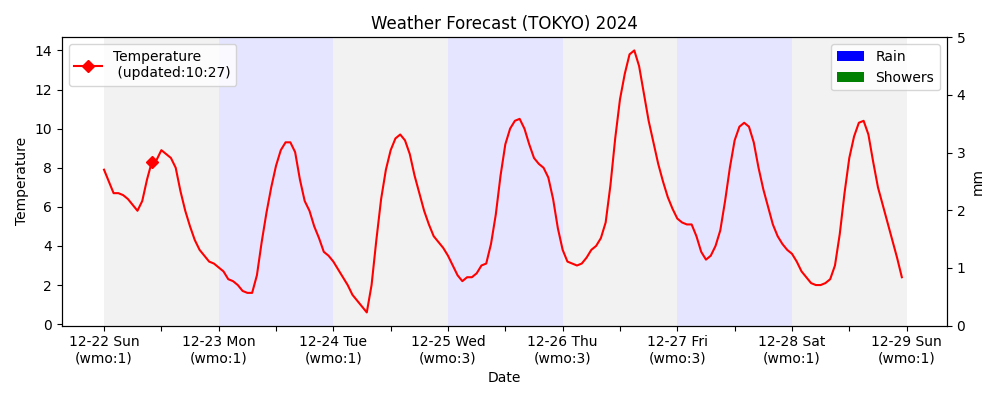 Weather Forecast (TOKYO) 2024
Temperature
(updated:10:27)
Rain
Showers
Temperature
14
12
10
8
6
4
2
0
5
4
3
2
1
0
mm
12-22 Sun
(wmo:1)
12-23 Mon
(wmo:1)
12-24 Tue
(wmo:1)
12-25 Wed
(wmo:3)
12-26 Thu
(wmo:3)
12-27 Fri
(wmo:3)
12-28 Sat
(wmo:1)
12-29 Sun
(wmo:1)
Date